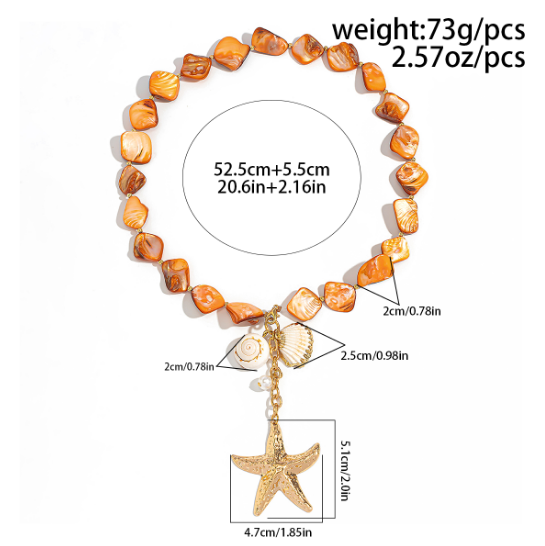 weight:73g/pcs
2.57oz/pcs
52.5cm+5.5cm
20.6in+2.16in
2cm/0.78in
2cm/0.78in
2.5cm/0.98in
5.1cm/2.0in
4.7cm/1.85in